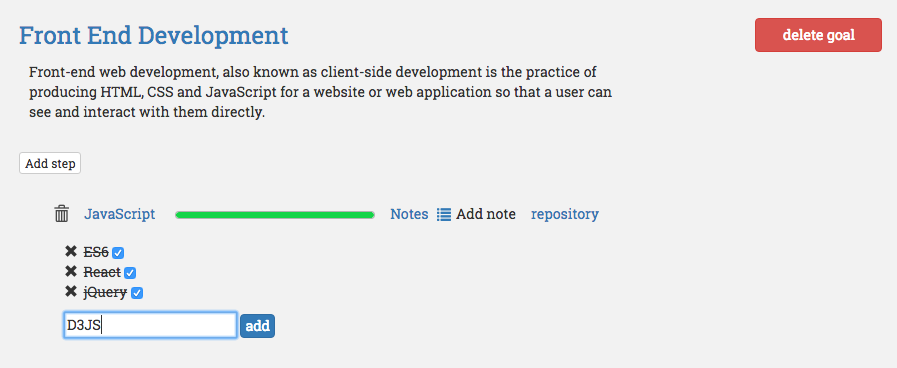 Front End Development
delete goal
Front-end web development, also known as client-side development is the practice of
producing HTML, CSS and JavaScript for a website or web application so that a user can
see and interact with them directly.
Add step
JavaScript Notes Add note repository
ES6
React
jQuery
D3JS add